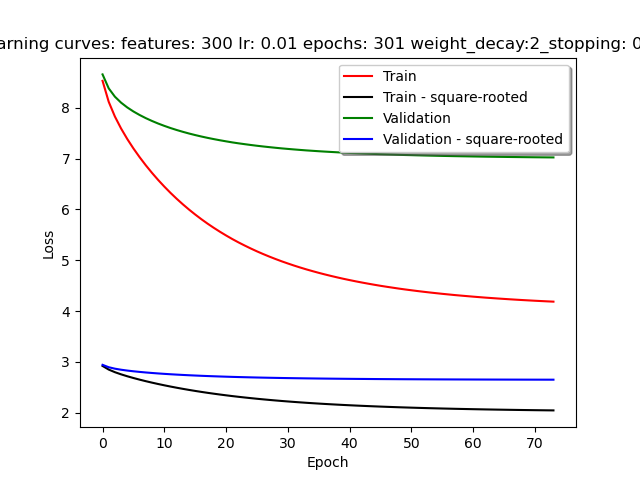 arning curves: features: 300 lr: 0.01 epochs: 301 weight_decay:2_stopping: 0
Train
Train - square-rooted
Validation
Validation - square-rooted
8
7
6
5
4
3
2
Loss
0 10 20 30 40 50 60 70
Epoch